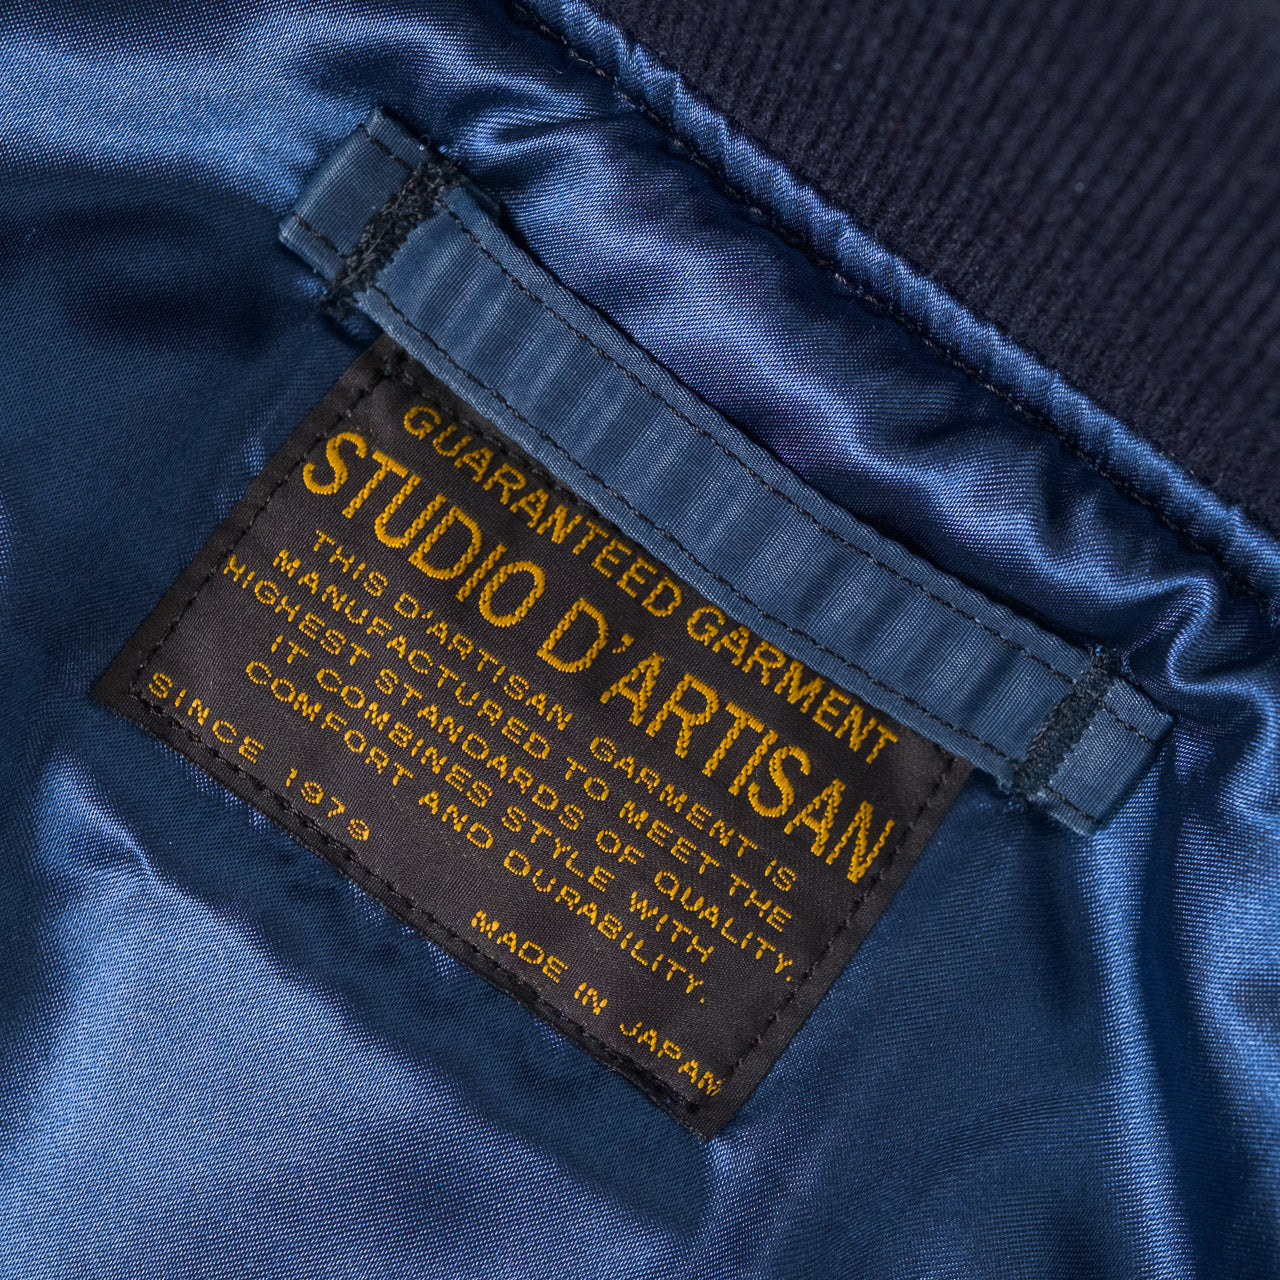 GUARANTEED GARMENT
STUDIO D'ARTISAN
THIS D'ARTISAN GARMENT IS
MANUFACTURED TO MEET THE
HIGHEST STANDARDS OF QUALITY.
IT COMBINES STYLE WITH
COMFORT AND DURABILITY.
SINCE 1979
MADE IN JAPAN